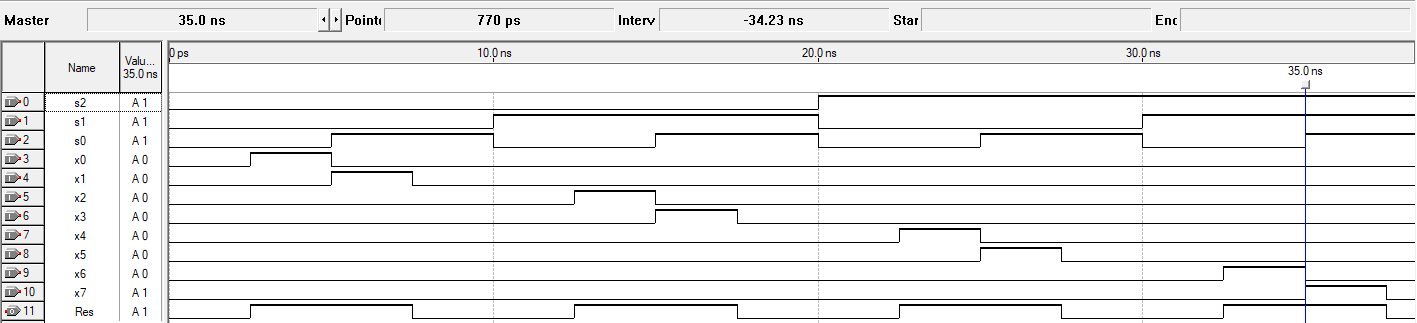 Master 35.0 ns Point 770 ps Interv -34.23 ns Star End
0 ps 10.0 ns 20.0 ns 30.0 ns
Name Valu... 35.0 ns
35.0 ns
0 s2 A 1
1 s1 A 1
2 s0 A 1
3 x0 A 0
4 x1 A 0
5 x2 A 0
6 x3 A 0
7 x4 A 0
8 x5 A 0
9 x6 A 0
10 x7 A 1
11 Res A 1